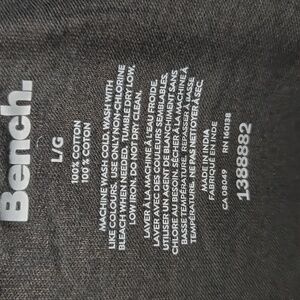 Bench.
L/G
100% COTTON
100% COTON
MACHINE WASH COLD, WASH WITH
LIKE COLOURS. USE ONLY NON-CHLORINE
BLEACH WHEN NEEDED. TUMBLE DRY LOW,
LOW IRON. DO NOT DRY CLEAN.
LAVER À LA MACHINE À L'EAU FROIDE,
LAVER AVEC LES COULEURS SEMBLABLES,
UTILISER UN AGENT DE BLANCHIMENT SANS
CHLORE AU BESOIN. SÉCHER À LA MACHINE À
BASSE TEMPÉRATURE. REPASSER À BASSE
TEMPÉRATURE. NE PAS NETTOYER À SEC.
MADE IN INDIA
FABRIQUÉ EN INDE
CA 08049 RN 160138
1388882